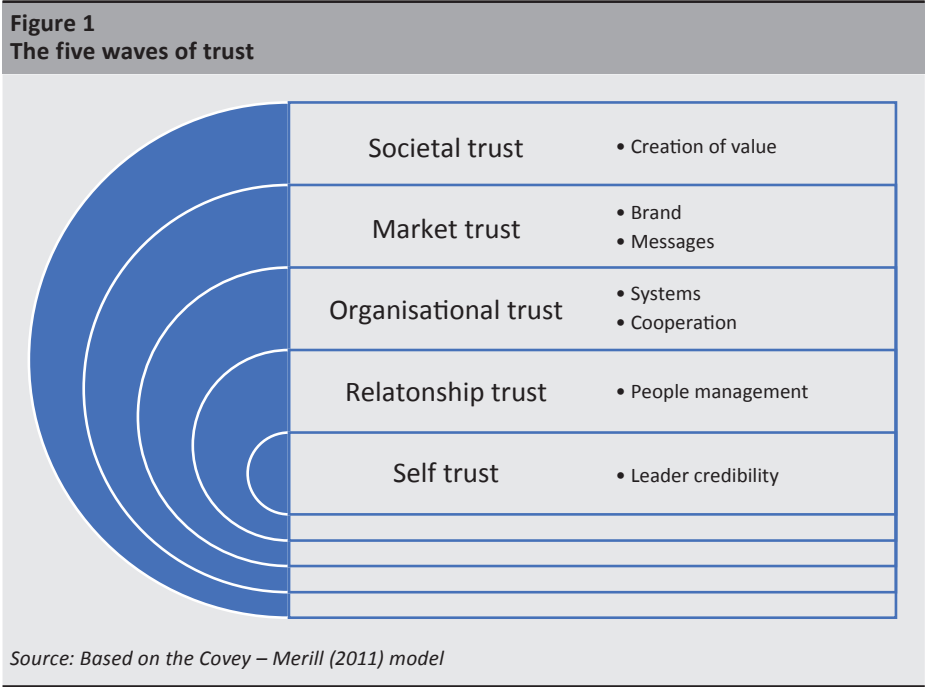 Figure 1
The five waves of trust
Societal trust
• Creation of value
Market trust
• Brand
• Messages
Organisational trust
• Systems
• Cooperation
Relatonship trust
• People management
Self trust
• Leader credibility
Source: Based on the Covey – Merill (2011) model